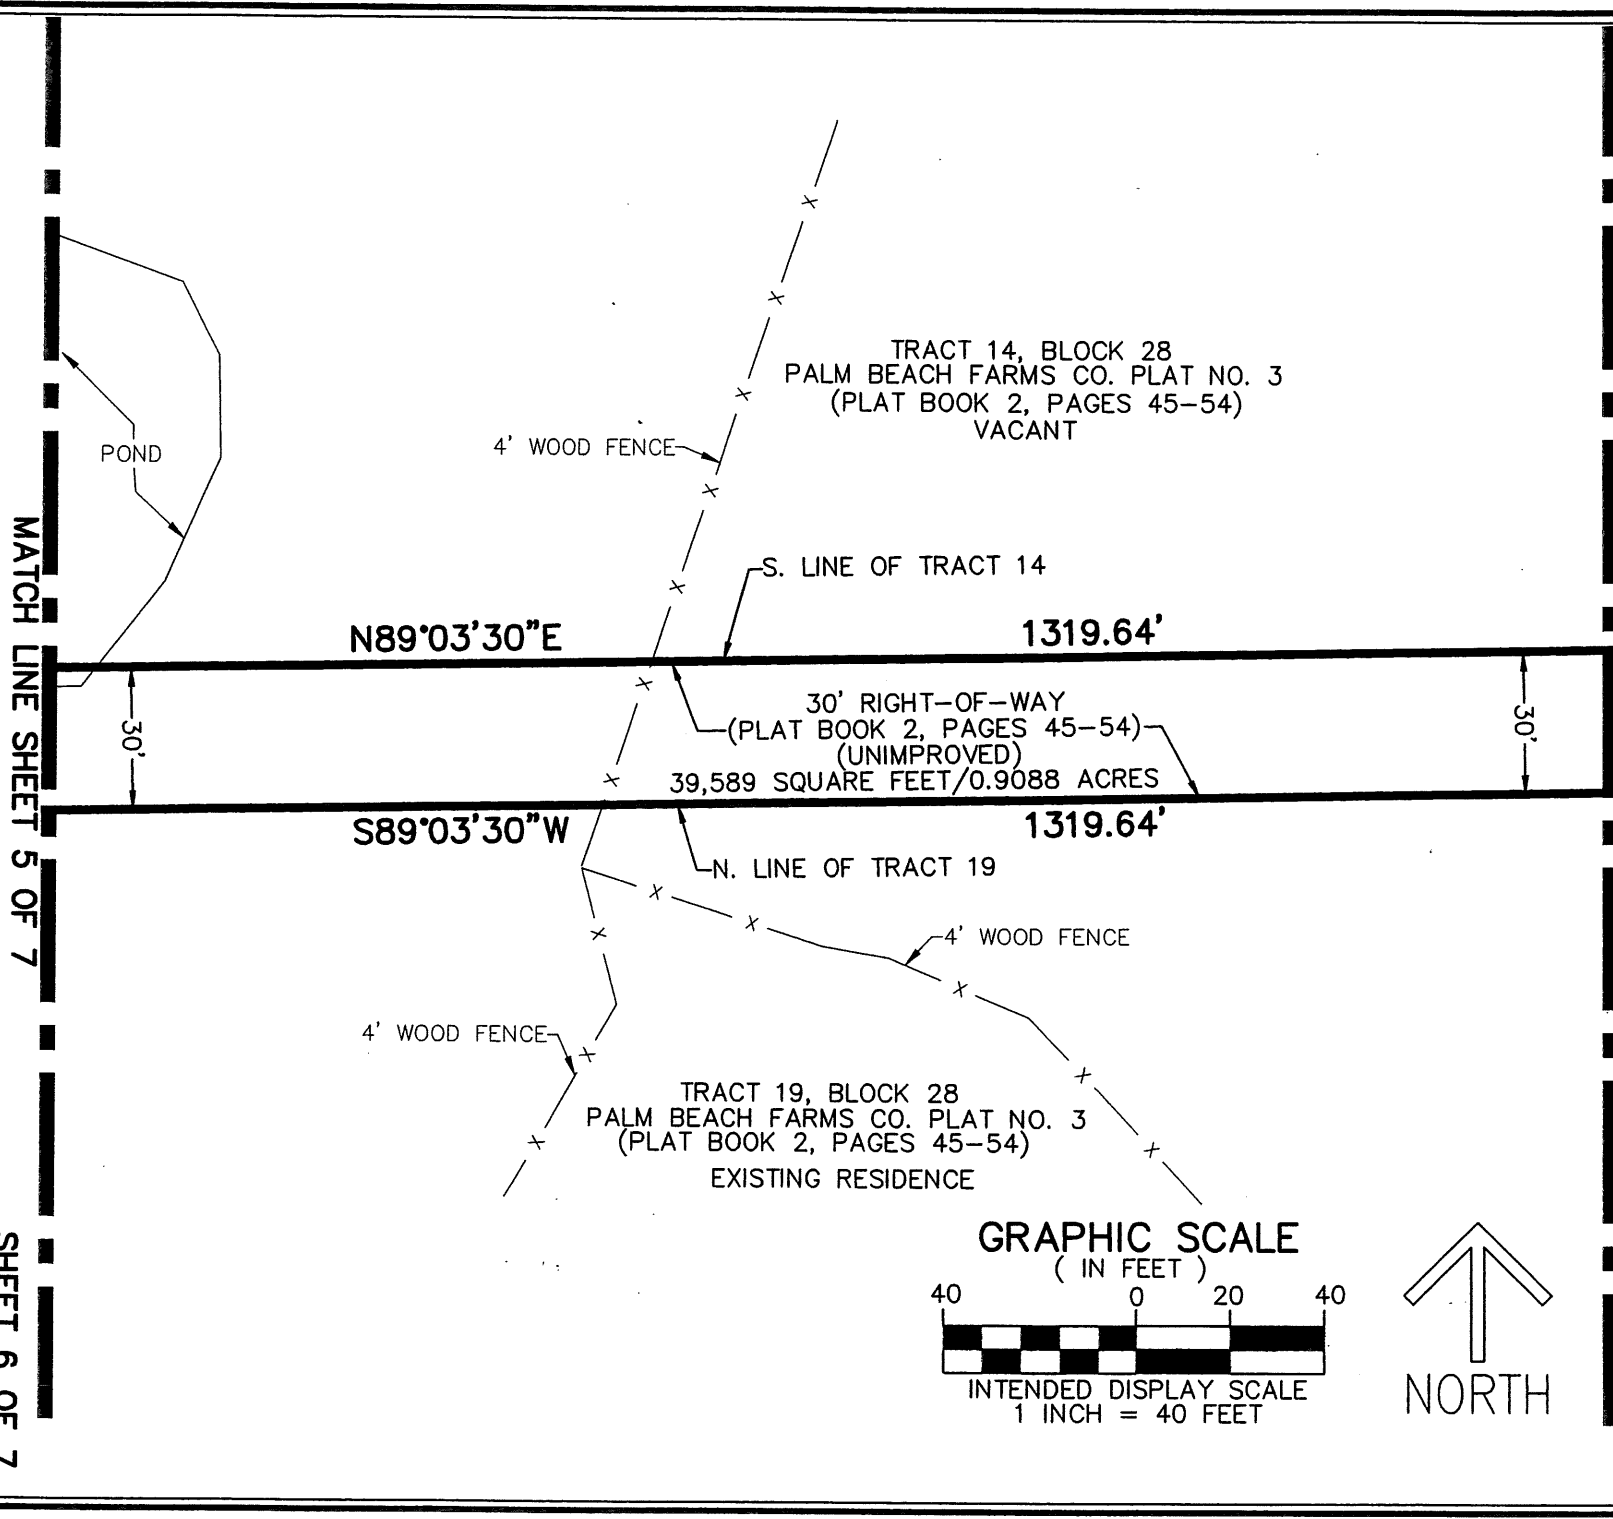 TRACT 14, BLOCK 28
PALM BEACH FARMS CO. PLAT NO. 3
(PLAT BOOK 2, PAGES 45-54)
VACANT
4' WOOD FENCE
POND
S. LINE OF TRACT 14
N89°03'30"E
1319.64'
30' RIGHT-OF-WAY
(PLAT BOOK 2, PAGES 45-54)
(UNIMPROVED)
39,589 SQUARE FEET/0.9088 ACRES
30'
30'
S89°03'30"W
1319.64'
N. LINE OF TRACT 19
4' WOOD FENCE
4' WOOD FENCE
TRACT 19, BLOCK 28
PALM BEACH FARMS CO. PLAT NO. 3
(PLAT BOOK 2, PAGES 45-54)
EXISTING RESIDENCE
MATCH LINE SHEET 5 OF 7
SHEET 6 OF 7
GRAPHIC SCALE
( IN FEET )
40 0 20 40
INTENDED DISPLAY SCALE
1 INCH = 40 FEET
NORTH